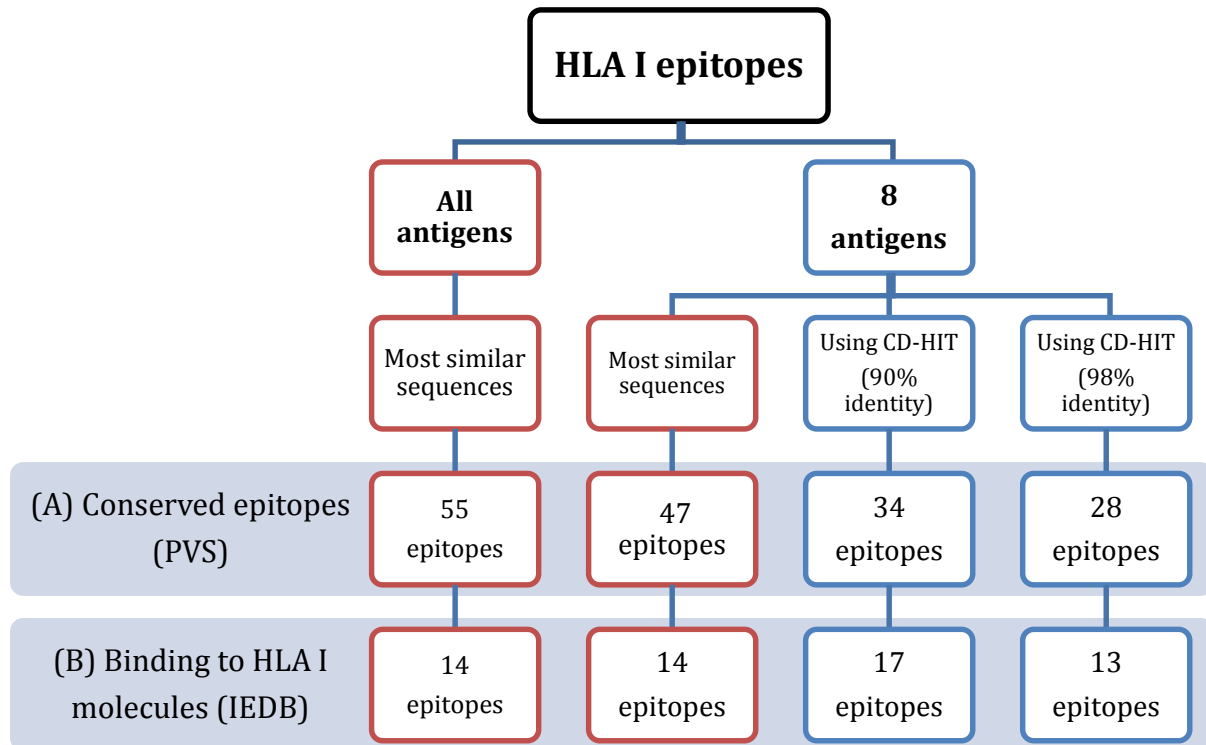 HLA I epitopes
All
antigens
8
antigens
Most similar
sequences
Most similar
sequences
Using CD-HIT
(90%
identity)
Using CD-HIT
(98%
identity)
(A) Conserved epitopes
(PVS)
55
epitopes
47
epitopes
34
epitopes
28
epitopes
(B) Binding to HLA I
molecules (IEDB)
14
epitopes
14
epitopes
17
epitopes
13
epitopes